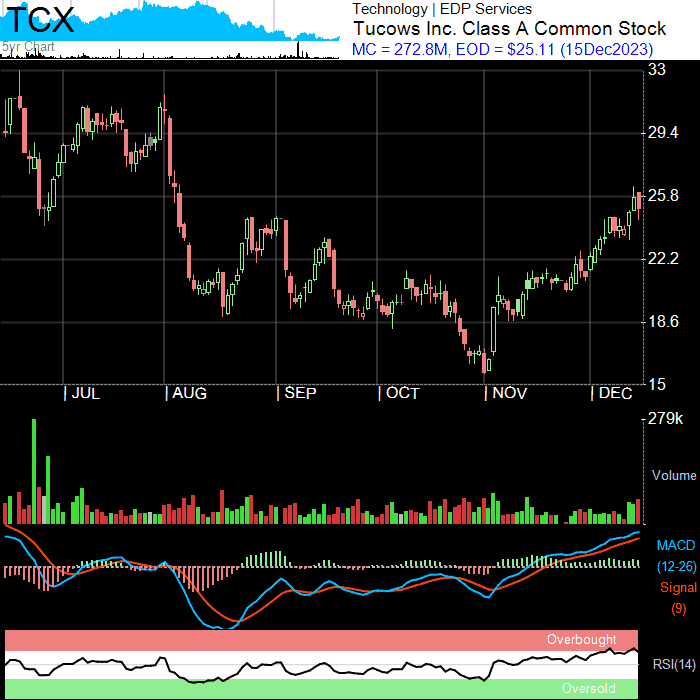 TCX
5yr Chart
Technology | EDP Services
Tucows Inc. Class A Common Stock
MC = 272.8M, EOD = $25.11 (15Dec2023)
33
29.4
25.8
22.2
18.6
15
| JUL | AUG | SEP | OCT | NOV | DEC
279k
Volume
MACD
(12-26)
Signal
(9)
Overbought
RSI(14)
Oversold